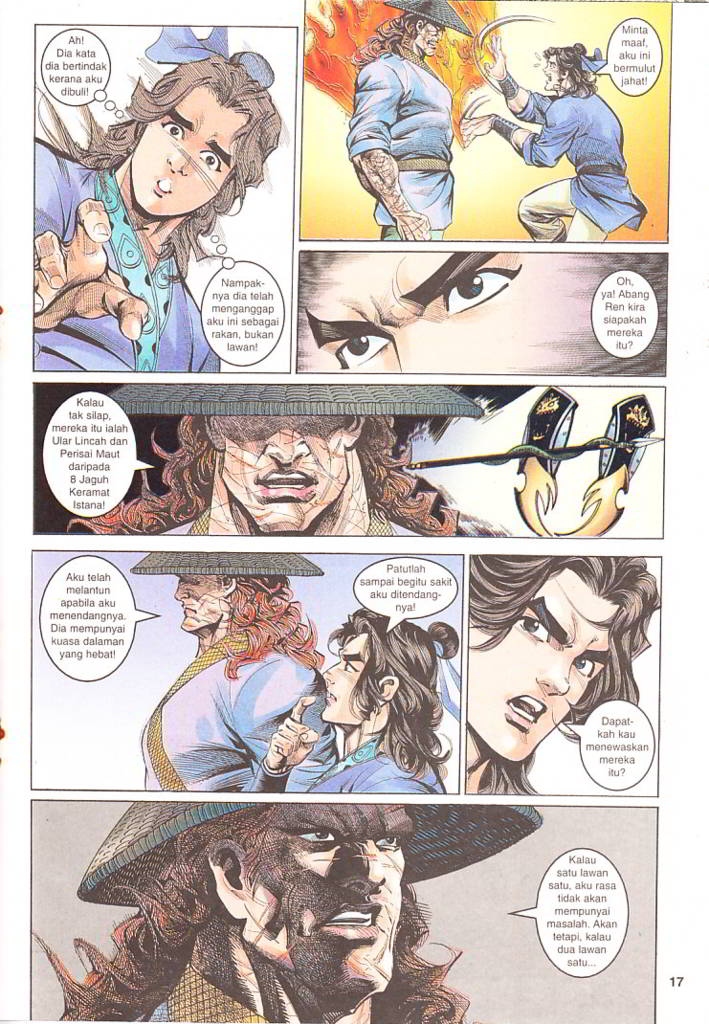 Ah!
Dia kata
dia bertindak
kerana aku
dibuli!
Nampak-
nya dia telah
menganggap
aku ini sebagai
rakan, bukan
lawan!
Minta
maaf,
aku ini
bermulut
jahat!
Oh,
ya! Abang
Ren kira
siapakah
mereka
itu?
Kalau
tak silap,
mereka itu ialah
Ular Lincah dan
Perisai Maut
daripada
8 Jaguh
Keramat
Istana!
Aku telah
melantun
apabila aku
menendangnya.
Dia mempunyai
kuasa dalaman
yang hebat!
Patutlah
sampai begitu sakit
aku ditendang-
nya!
Dapat-
kah kau
menewaskan
mereka
itu?
Kalau
satu lawan
satu, aku rasa
tidak akan
mempunyai
masalah. Akan
tetapi, kalau
dua lawan
satu...
17